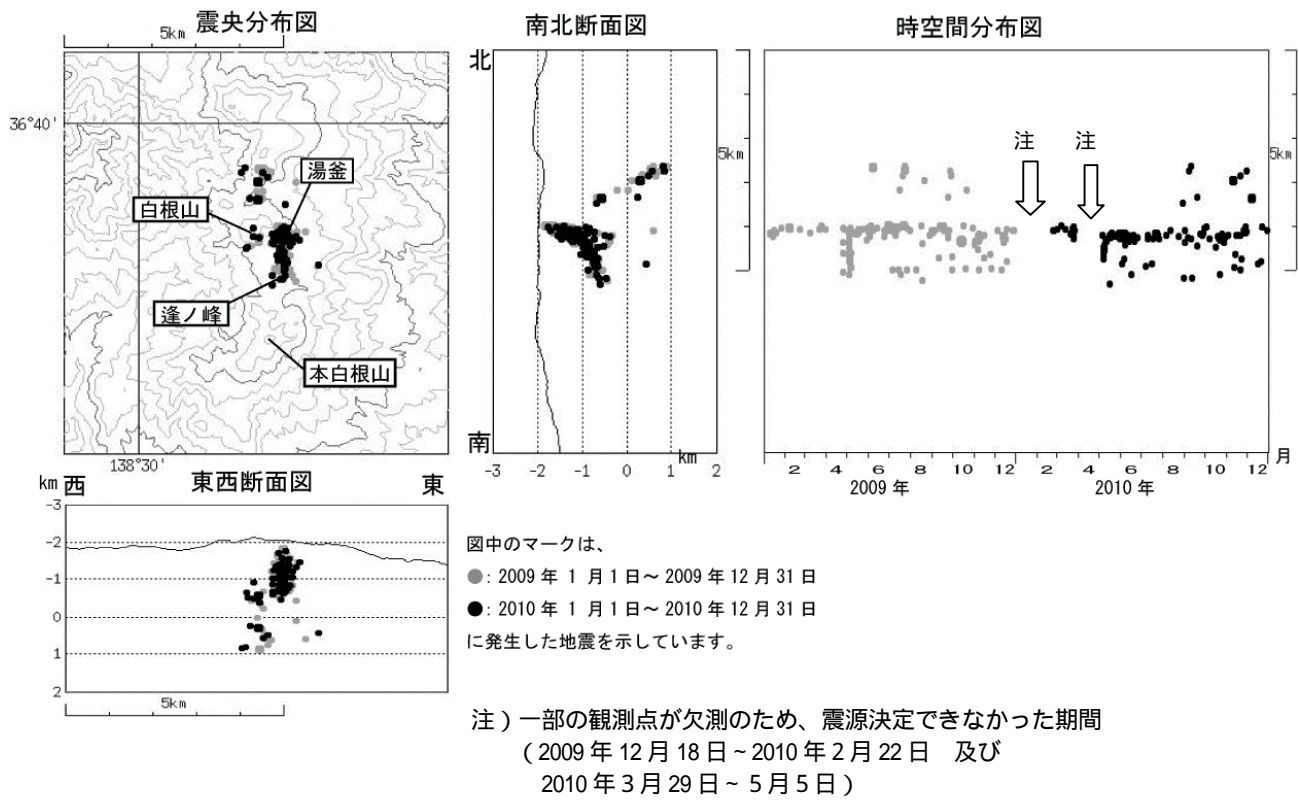 震央分布図
5km
36°40'
湯釜
白根山
逢ノ峰
本白根山
138°30'
南北断面図
北
南
-3 -2 -1 0 1 2
km
5km
時空間分布図
注 注
5km
2 4 6 8 10 12 2 4 6 8 10 12 月
2009 年 2010 年
東西断面図
km 西 東
-3
-2
-1
0
1
2
5km
図中のマークは、
●: 2009 年 1 月 1 日～ 2009 年 12 月 31 日
●: 2010 年 1 月 1 日～ 2010 年 12 月 31 日
に発生した地震を示しています。
注）一部の観測点が欠測のため、震源決定できなかった期間
（2009 年 12 月 18 日 ~ 2010 年 2 月 22 日　及び
2010 年 3 月 29 日 ~ 5 月 5 日）